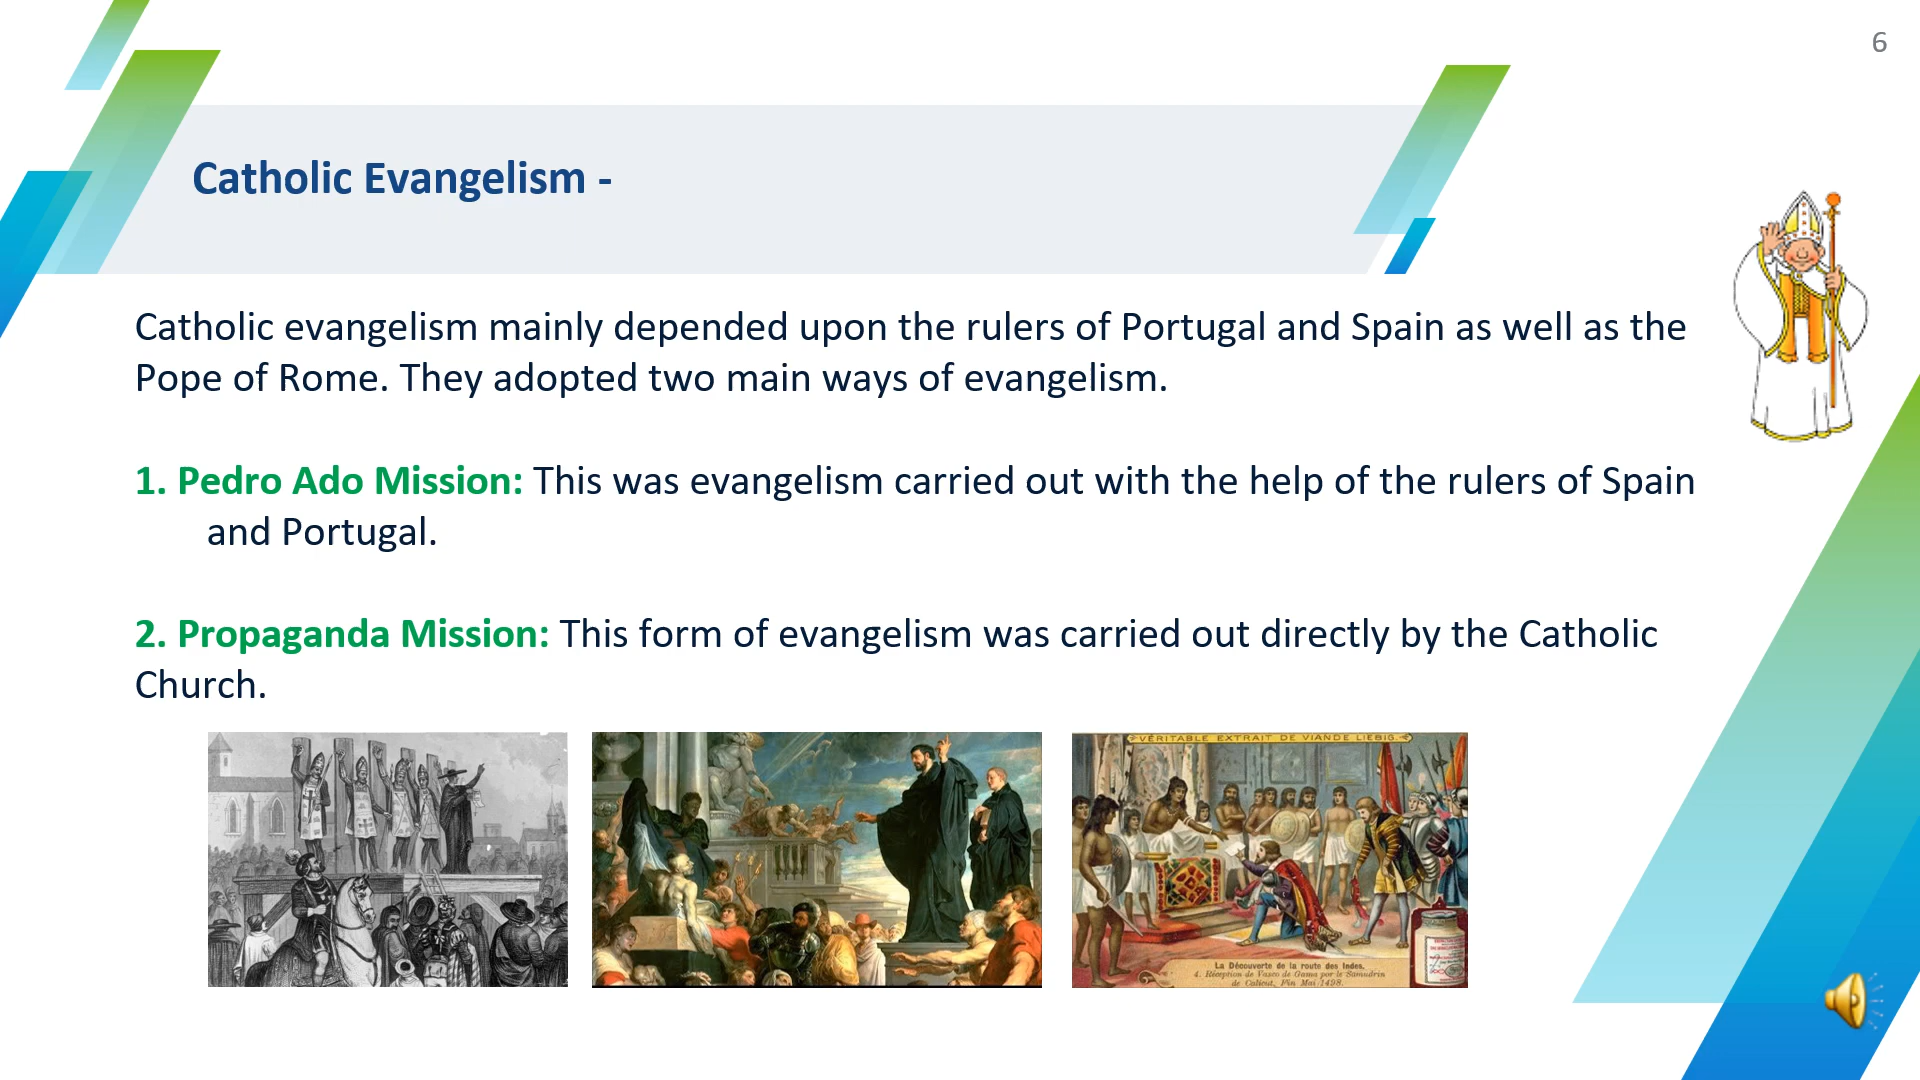 6
Catholic Evangelism -
Catholic evangelism mainly depended upon the rulers of Portugal and Spain as well as the
Pope of Rome. They adopted two main ways of evangelism.
1. Pedro Ado Mission: This was evangelism carried out with the help of the rulers of Spain
and Portugal.
2. Propaganda Mission: This form of evangelism was carried out directly by the Catholic
Church.
VÉRITABLE EXTRAIT DE VIANDE LIEBIG.
La Découverte de la route des Indes.
4. Réception de Vasco de Gama par le Samudrin
de Calicut, Fin Mai 1498.